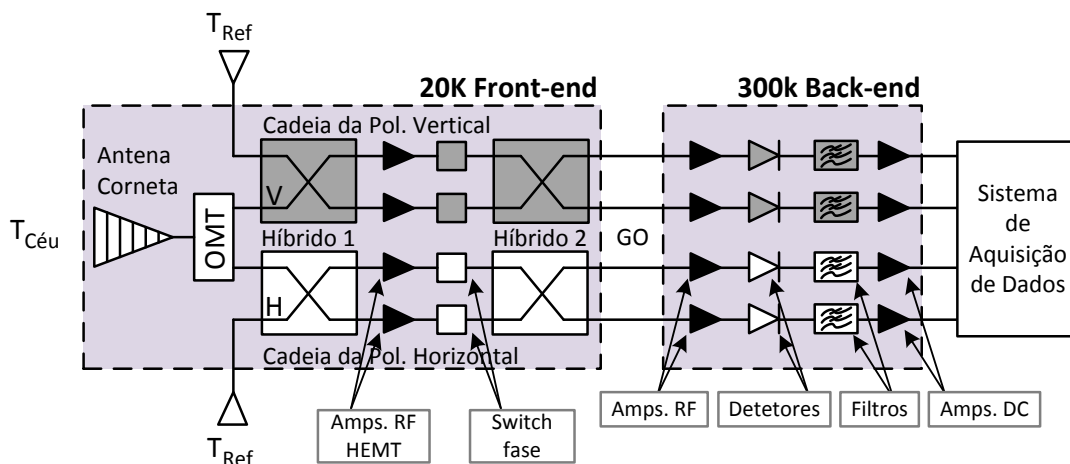 T_Ref
20K Front-end
300k Back-end
Cadeia da Pol. Vertical
Antena
Corneta
V
T_Céu
OMT
Híbrido 1
Híbrido 2
GO
Sistema
de
Aquisição
de Dados
H
Cadeia da Pol. Horizontal
Amps. RF
HEMT
Switch
fase
Amps. RF
Detetores
Filtros
Amps. DC
T_Ref